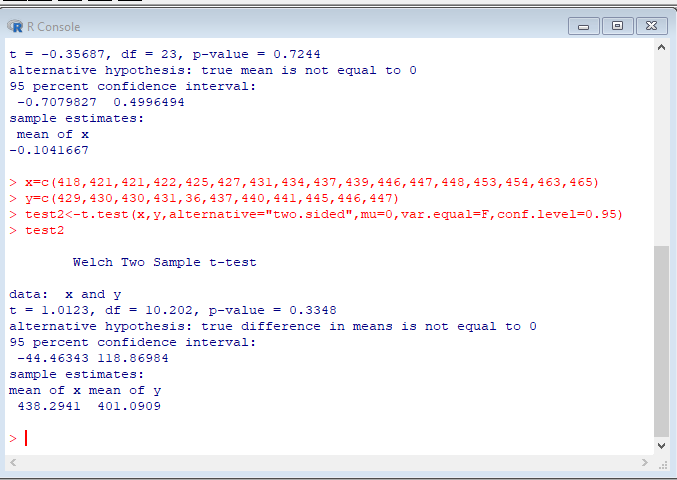 R Console
t = -0.35687, df = 23, p-value = 0.7244
alternative hypothesis: true mean is not equal to 0
95 percent confidence interval:
 -0.7079827  0.4996494
sample estimates:
 mean of x
-0.1041667
> x=c(418,421,421,422,425,427,431,434,437,439,446,447,448,453,454,463,465)
> y=c(429,430,430,431,36,437,440,441,445,446,447)
> test2<-t.test(x,y,alternative="two.sided",mu=0,var.equal=F,conf.level=0.95)
> test2
        Welch Two Sample t-test
data:  x and y
t = 1.0123, df = 10.202, p-value = 0.3348
alternative hypothesis: true difference in means is not equal to 0
95 percent confidence interval:
 -44.46343 118.86984
sample estimates:
mean of x mean of y
 438.2941  401.0909
>